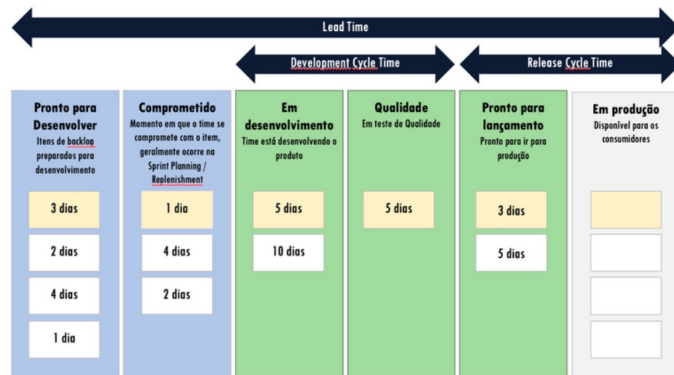 Lead Time
Development Cycle Time
Release Cycle Time
Pronto para
Desenvolver
Itens de backloa
preparados para
desenvolvimento
3 dias
2 dias
4 dias
1 dia
Comprometido
Momento em que o time se
compromete com o item,
geralmente ocorre na
Sprint Planning /
Replenishment
1 dia
4 dias
2 dias
Em
desenvolvimento
Time está desenvolvendo o
produto
5 dias
10 dias
Qualidade
Em teste de Qualidade
5 dias
Pronto para
lançamento
Pronto para ir para
produção
3 dias
5 dias
Em produção
Disponível para os
consumidores